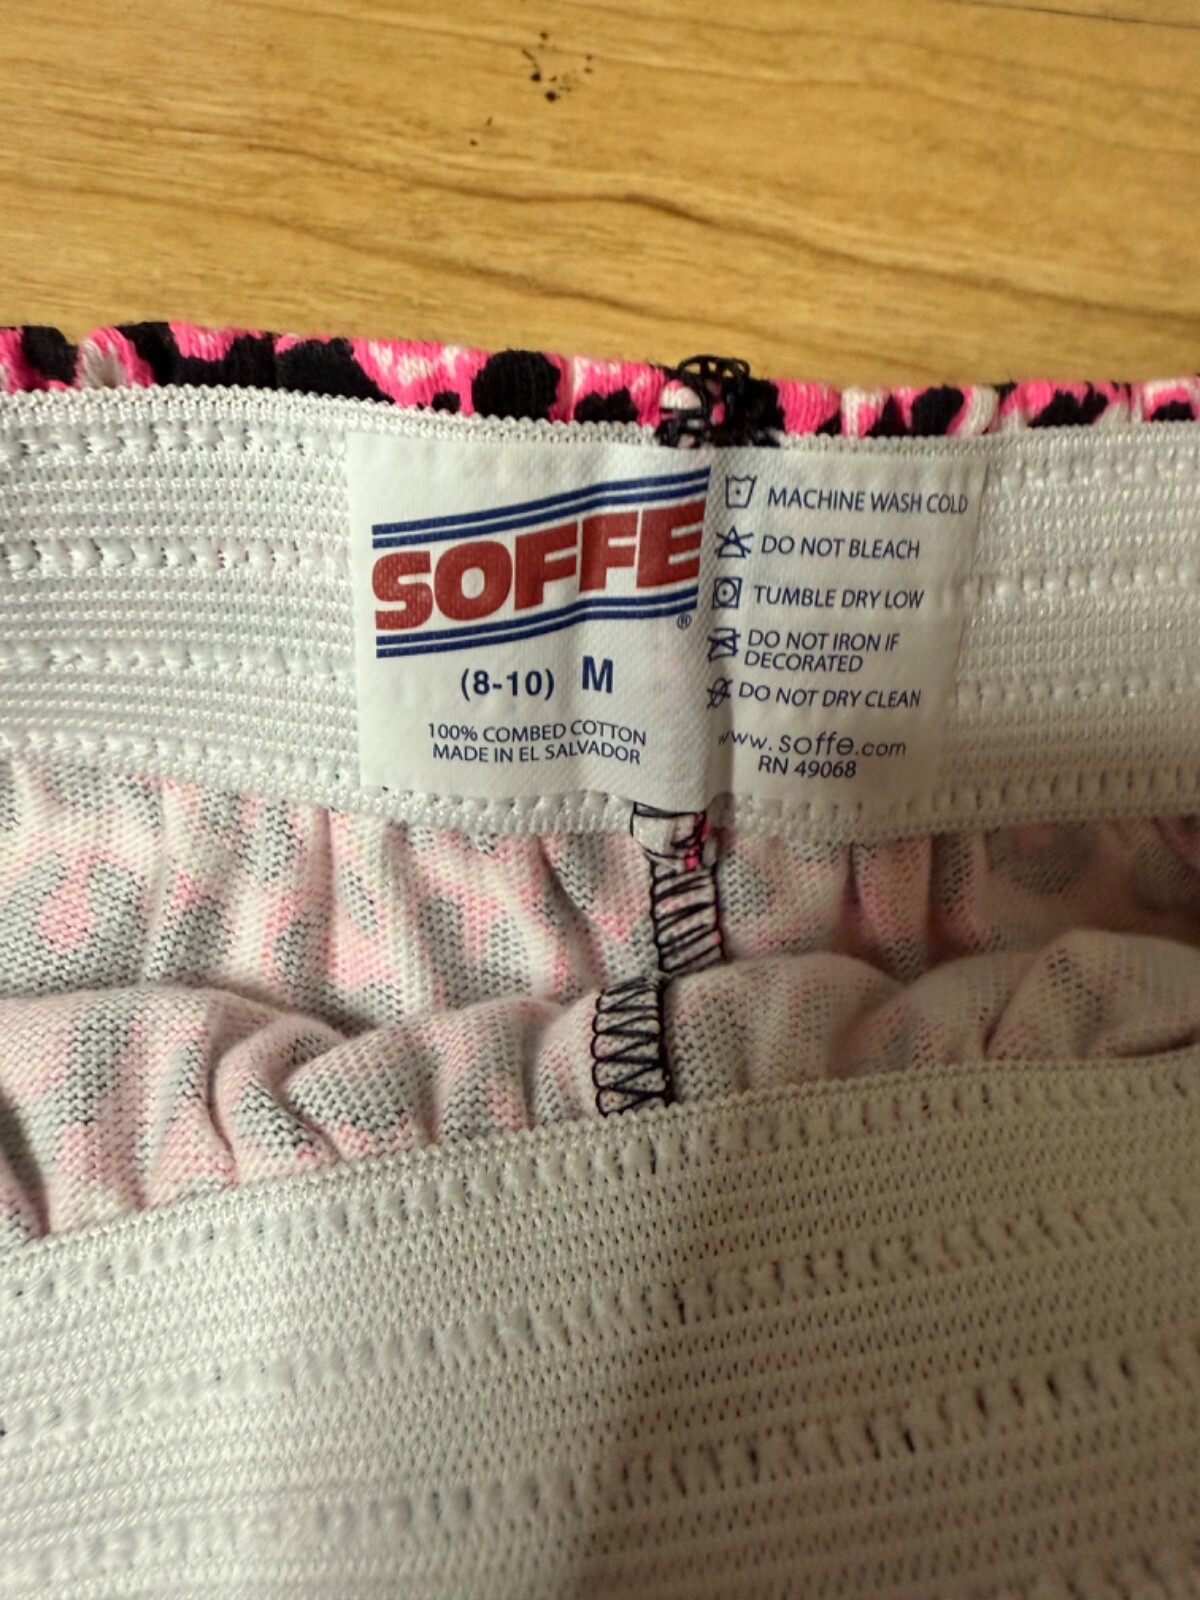 SOFFE
®
(8-10) M
100% COMBED COTTON
MADE IN EL SALVADOR
MACHINE WASH COLD
DO NOT BLEACH
TUMBLE DRY LOW
DO NOT IRON IF
DECORATED
DO NOT DRY CLEAN
www.soffe.com
RN 49068